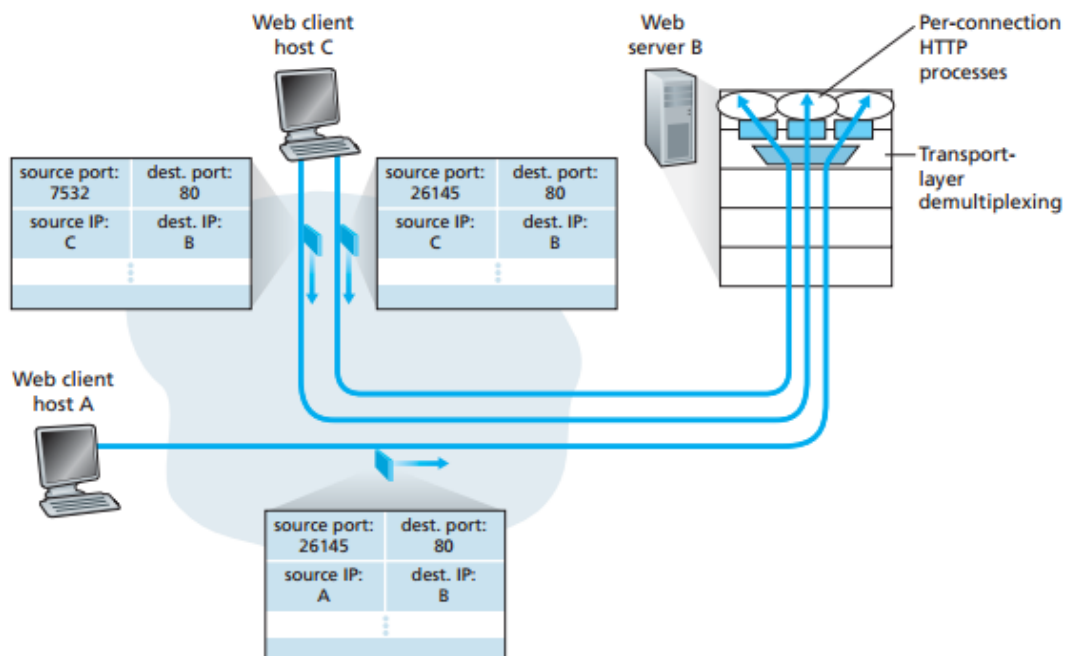 Web client
host C
Web
server B
Per-connection
HTTP
processes
Transport-
layer
demultiplexing
source port:
7532
dest. port:
80
source IP:
C
dest. IP:
B
source port:
26145
dest. port:
80
source IP:
C
dest. IP:
B
Web client
host A
source port:
26145
dest. port:
80
source IP:
A
dest. IP:
B